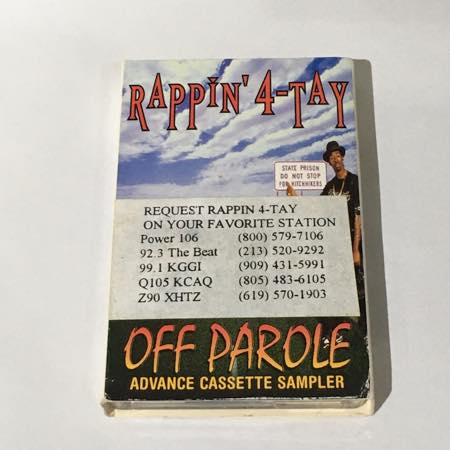 RAPPIN' 4-TAY
STATE PRISON
DO NOT STOP
FOR HITCHHIKERS
REQUEST RAPPIN 4-TAY
ON YOUR FAVORITE STATION
Power 106 (800) 579-7106
92.3 The Beat (213) 520-9292
99.1 KGGI (909) 431-5991
Q105 KCAQ (805) 483-6105
Z90 XHTZ (619) 570-1903
OFF PAROLE
ADVANCE CASSETTE SAMPLER